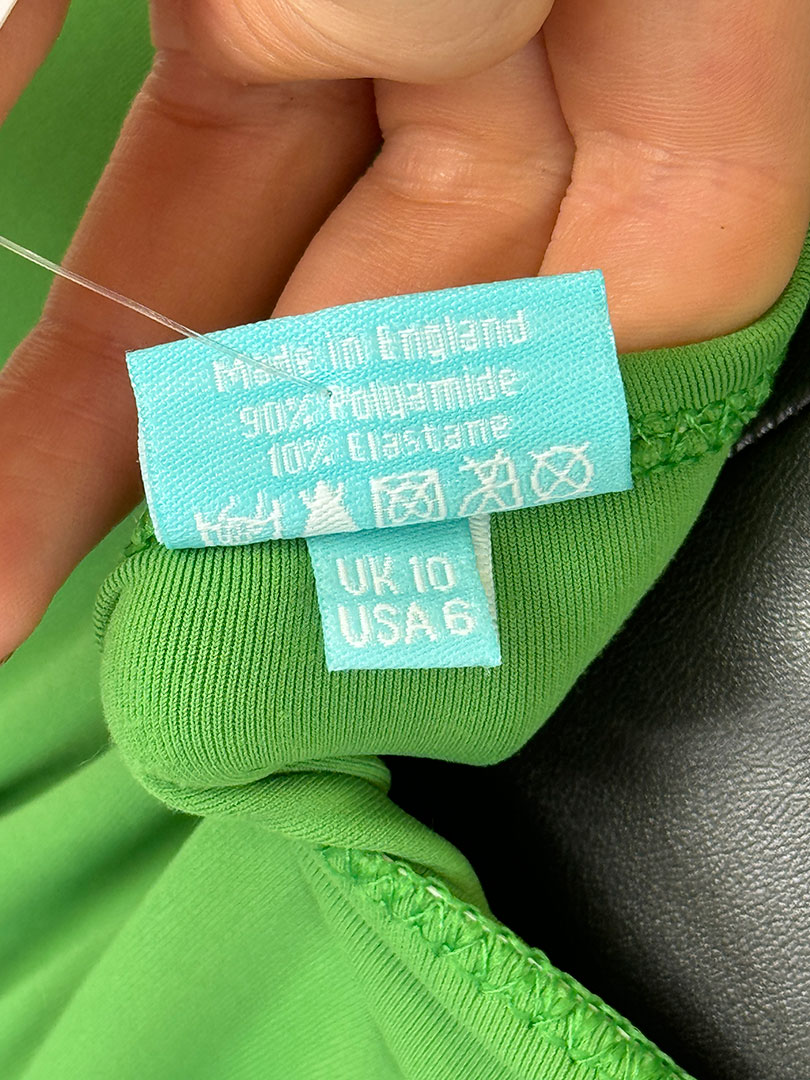 Made in England
90% Polyamide
10% Elastane
UK 10
USA 6